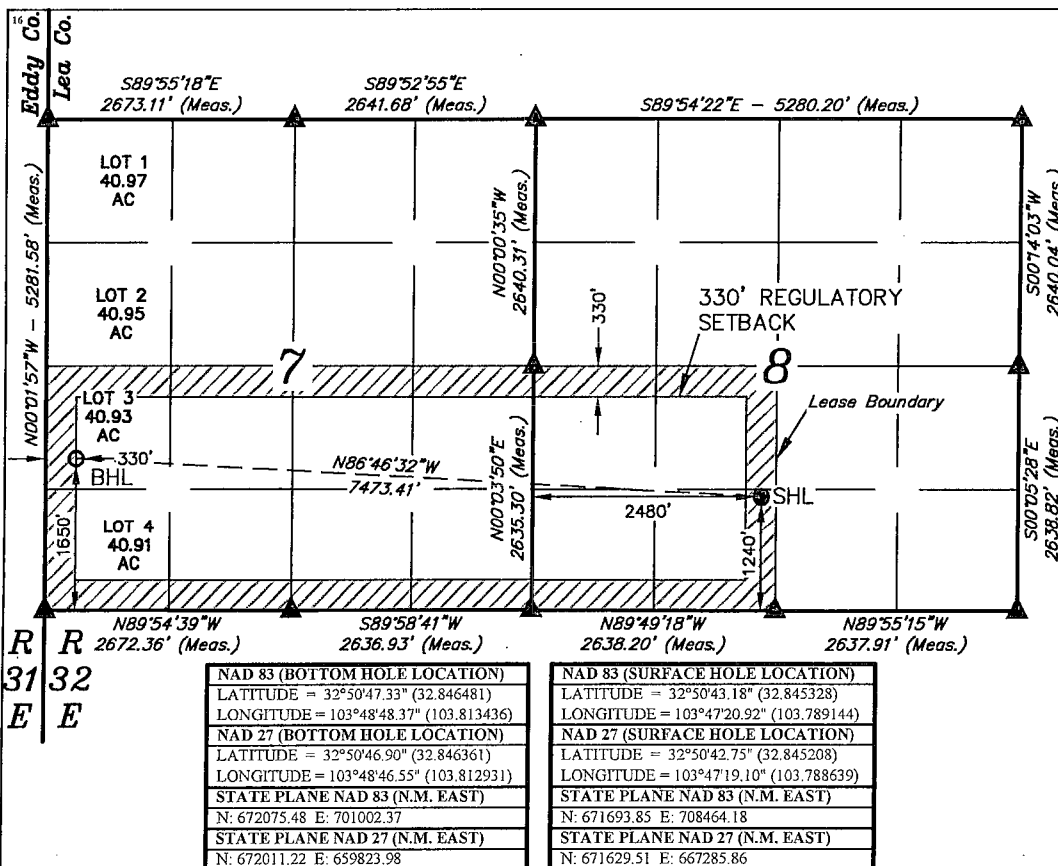 16
Eddy Co.
Lea Co.
S89°55'18"E
2673.11' (Meas.)
S89°52'55"E
2641.68' (Meas.)
S89°54'22"E - 5280.20' (Meas.)
N00°01'57"W - 5281.58' (Meas.)
LOT 1
40.97
AC
N00°00'35"W
2640.31' (Meas.)
S00°14'03"W
2640.04' (Meas.)
LOT 2
40.95
AC
330'
330' REGULATORY
SETBACK
7
8
LOT 3
40.93
AC
Lease Boundary
330'
BHL
N86°46'32"W
7473.41'
N00°03'50"E
2635.30' (Meas.)
2480'
SHL
S00°05'28"E
2638.82' (Meas.)
1650'
LOT 4
40.91
AC
1240'
N89°54'39"W
2672.36' (Meas.)
S89°58'41"W
2636.93' (Meas.)
N89°49'18"W
2638.20' (Meas.)
N89°55'15"W
2637.91' (Meas.)
R R
31 32
E E
NAD 83 (BOTTOM HOLE LOCATION)
LATITUDE = 32°50'47.33" (32.846481)
LONGITUDE = 103°48'48.37" (103.813436)
NAD 27 (BOTTOM HOLE LOCATION)
LATITUDE = 32°50'46.90" (32.846361)
LONGITUDE = 103°48'46.55" (103.812931)
STATE PLANE NAD 83 (N.M. EAST)
N: 672075.48 E: 701002.37
STATE PLANE NAD 27 (N.M. EAST)
N: 672011.22 E: 659823.98
NAD 83 (SURFACE HOLE LOCATION)
LATITUDE = 32°50'43.18" (32.845328)
LONGITUDE = 103°47'20.92" (103.789144)
NAD 27 (SURFACE HOLE LOCATION)
LATITUDE = 32°50'42.75" (32.845208)
LONGITUDE = 103°47'19.10" (103.788639)
STATE PLANE NAD 83 (N.M. EAST)
N: 671693.85 E: 708464.18
STATE PLANE NAD 27 (N.M. EAST)
N: 671629.51 E: 667285.86